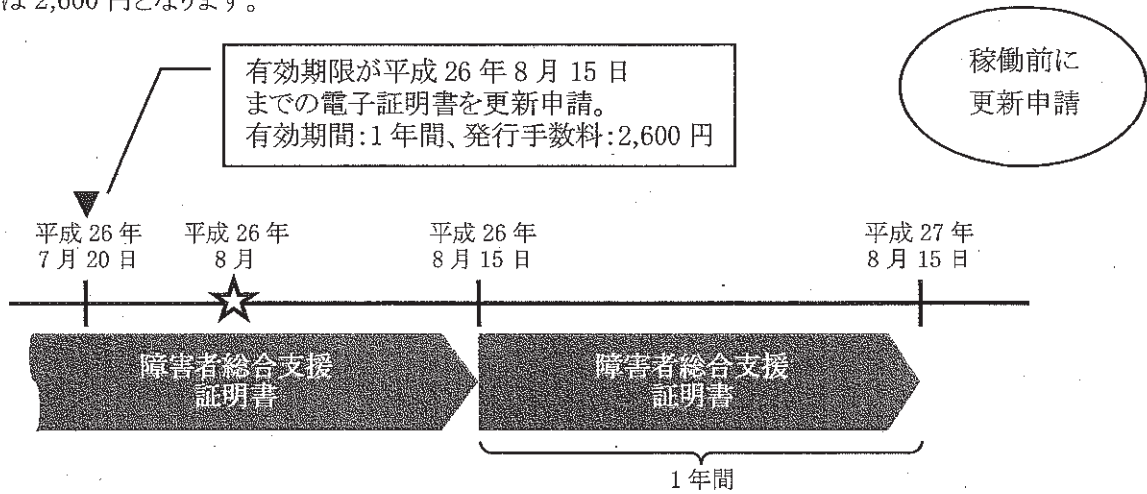 は 2,600 円となります。
有効期限が平成 26 年 8 月 15 日
までの電子証明書を更新申請。
有効期間:1 年間、発行手数料:2,600 円
稼働前に
更新申請
平成 26 年
7 月 20 日
平成 26 年
8 月
平成 26 年
8 月 15 日
平成 27 年
8 月 15 日
障害者総合支援
証明書
障害者総合支援
証明書
1 年間